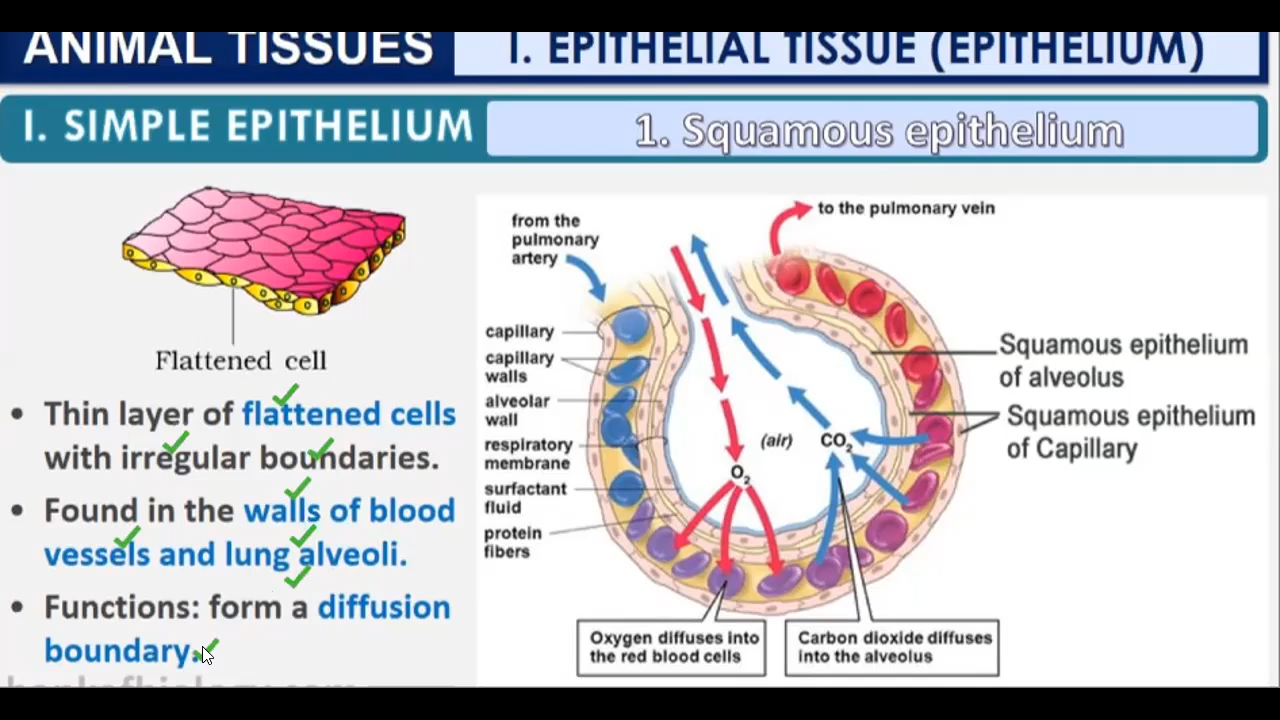 ANIMAL TISSUES
I. EPITHELIAL TISSUE (EPITHELIUM)
I. SIMPLE EPITHELIUM
1. Squamous epithelium
Flattened cell
• Thin layer of flattened cells
with irregular boundaries.
• Found in the walls of blood
vessels and lung alveoli.
• Functions: form a diffusion
boundary.
from the
pulmonary
artery
to the pulmonary vein
capillary
capillary
walls
alveolar
wall
respiratory
membrane
surfactant
fluid
protein
fibers
(air)
O2
CO2
Squamous epithelium
of alveolus
Squamous epithelium
of Capillary
Oxygen diffuses into
the red blood cells
Carbon dioxide diffuses
into the alveolus